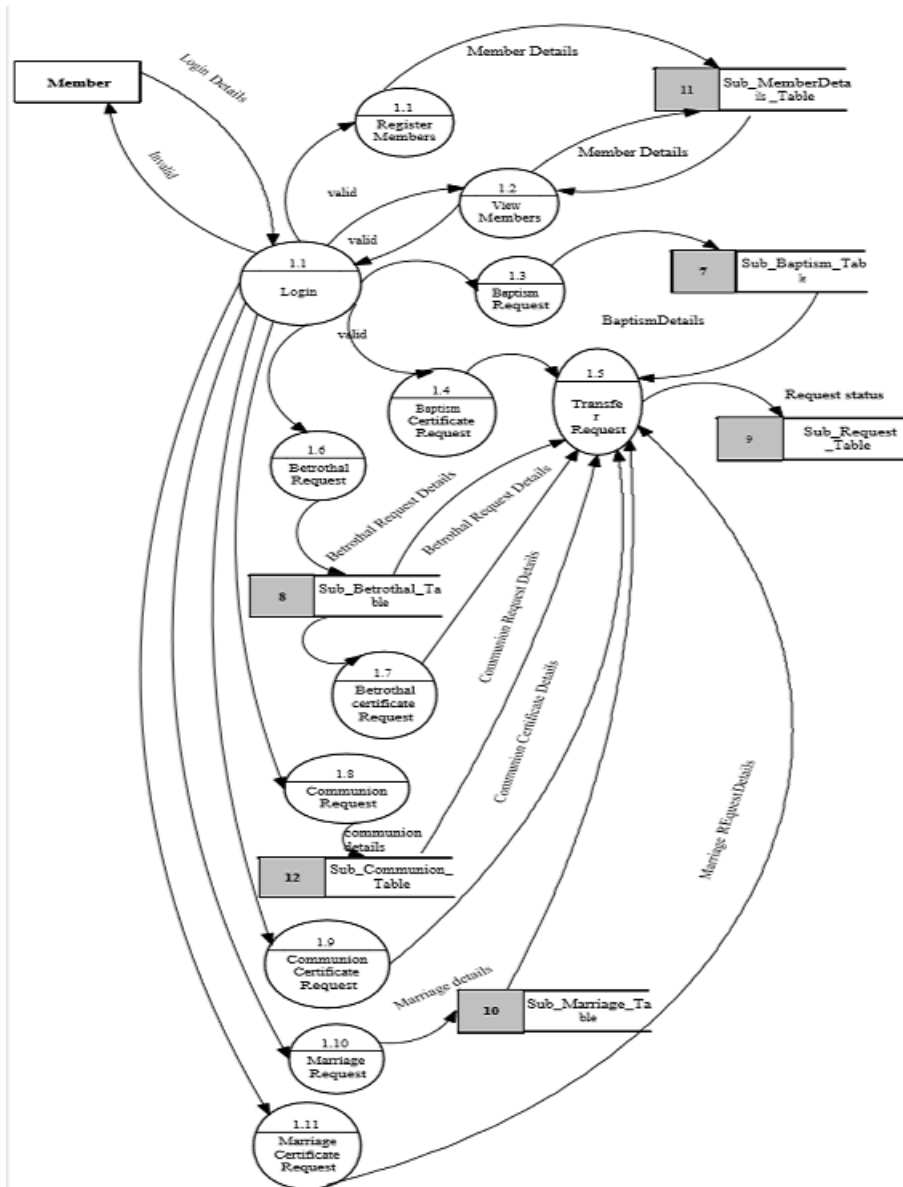 Member Details
Login Details
Member
11
Sub_MemberDeta
ils_Table
1.1
Register
Members
Invalid
Member Details
valid
1.2
View
Members
valid
1.1
Login
1.3
Baptism
Request
7
Sub_Baptism_Tab
le
BaptismDetails
valid
1.4
Baptism
Certificate
Request
1.5
Transfe
r
Request
Request status
9
Sub_Request
_Table
1.6
Betrothal
Request
Betrothal Request Details
Betrothal Request Details
8
Sub_Betrothal_Ta
ble
Communion Request Details
1.7
Betrothal
certificate
Request
Communion Certificate Details
1.8
Communion
Request
communion
details
Marriage REquestDetails
12
Sub_Communion_
Table
1.9
Communion
Certificate
Request
Marriage details
10
Sub_Marriage_Ta
ble
1.10
Marriage
Request
1.11
Marriage
Certificate
Request